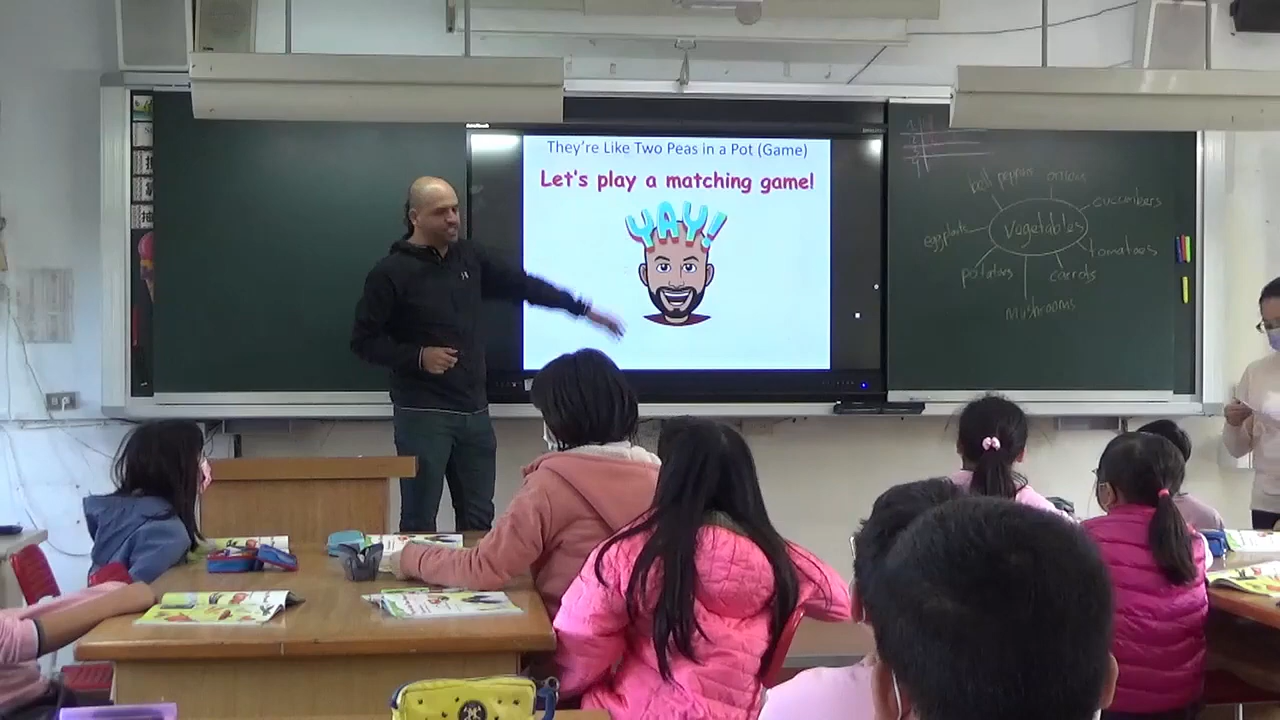 They're Like Two Peas in a Pot (Game)
Let's play a matching game!
YAY!
bell peppers
onions
cucumbers
eggplants
vegetables
tomatoes
potatoes
carrots
Mushrooms